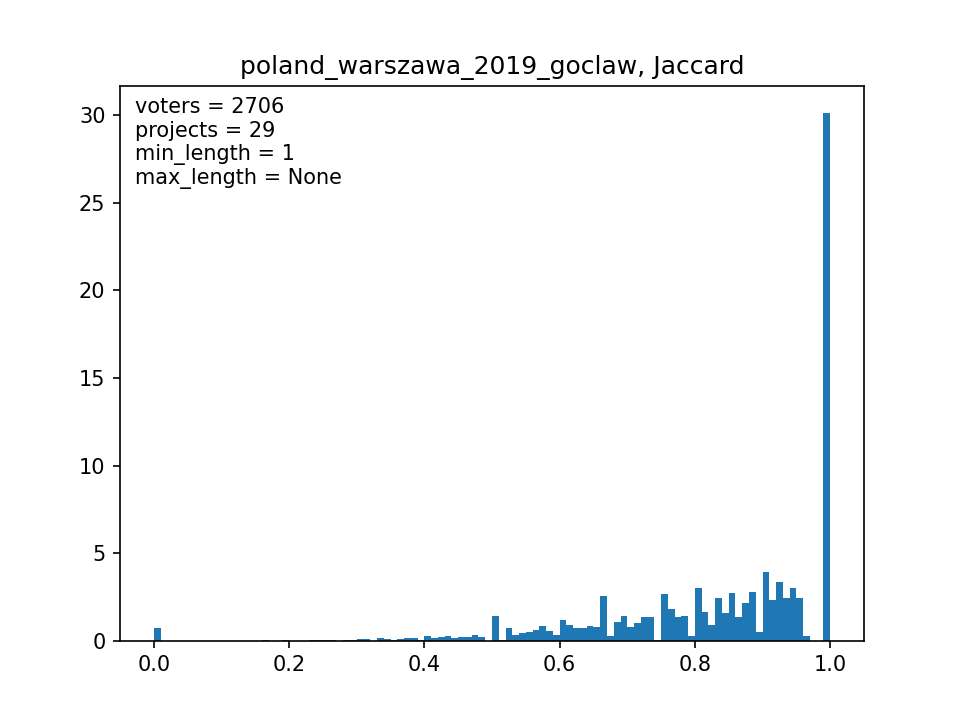 poland_warszawa_2019_goclaw, Jaccard
voters = 2706
projects = 29
min_length = 1
max_length = None
30
25
20
15
10
5
0
0.0 0.2 0.4 0.6 0.8 1.0